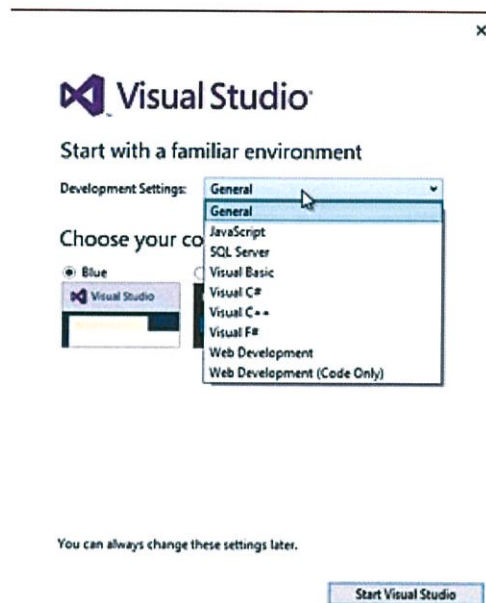 ×
Visual Studio
Start with a familiar environment
Development Settings: General
General
JavaScript
SQL Server
Visual Basic
Visual C#
Visual C++
Visual F#
Web Development
Web Development (Code Only)
Choose your co
Blue
Visual Studio
You can always change these settings later.
Start Visual Studio